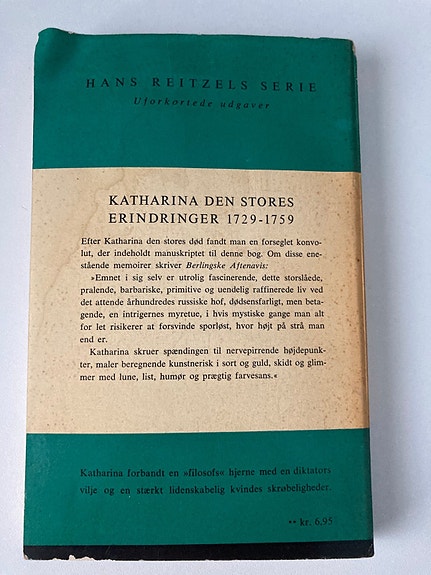 HANS REITZELS SERIE
Uforkortede udgaver
KATHARINA DEN STORES
ERINDRINGER 1729-1759
Efter Katharina den stores død fandt man en forseglet konvo-
lut, der indeholdt manuskriptet til denne bog. Om disse ene-
stående memoirer skriver Berlingske Aftenavis:
»Emnet i sig selv er utrolig fascinerende, dette storslåede,
pralende, barbariske, primitive og uendelig raffinerede liv ved
det attende århundredes russiske hof, dødsensfarligt, men beta-
gende, en intrigernes myretue, i hvis mystiske gange man alt
for let risikerer at forsvinde sporløst, hvor højt på strå man
end er.
Katharina skruer spændingen til nervepirrende højdepunk-
ter, maler beregnende kunstnerisk i sort og guld, skidt og glim-
mer med lune, list, humør og prægtig farvesans.«
Katharina forbandt en »filosofs« hjerne med en diktators
vilje og en stærkt lidenskabelig kvindes skrøbeligheder.
•• kr. 6.95